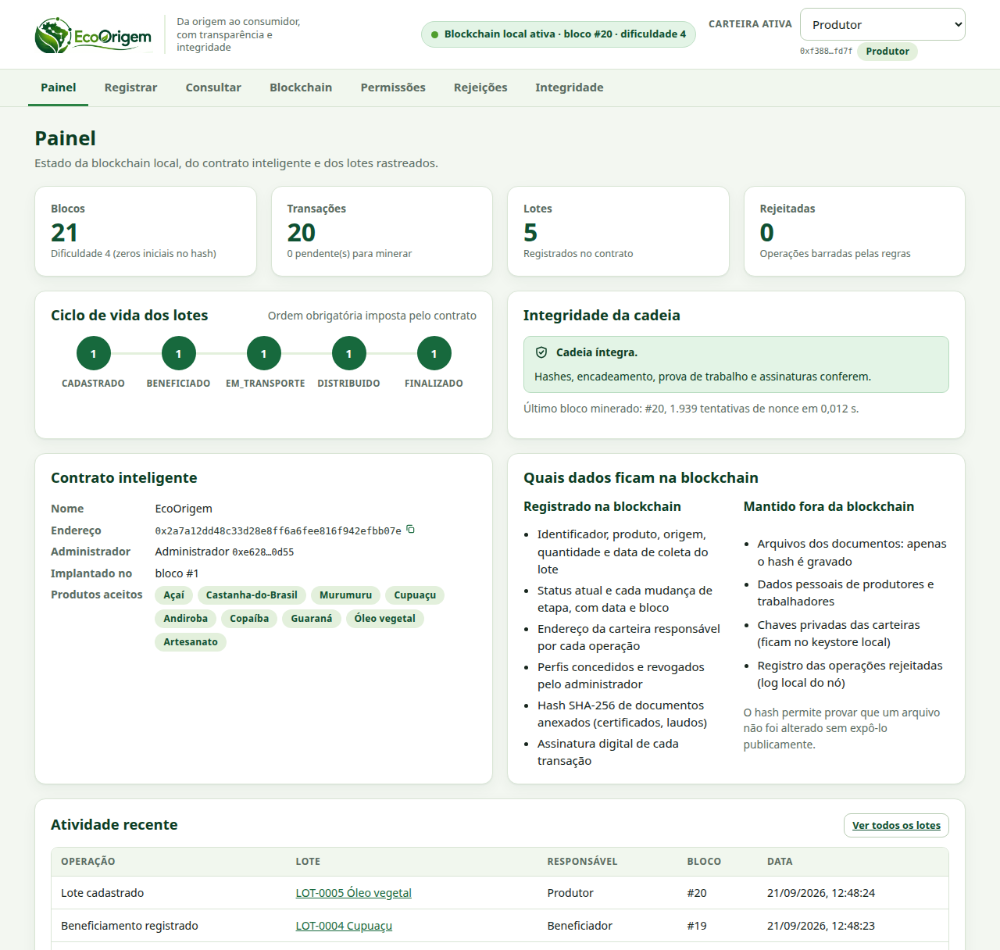 EcoOrigem
Da origem ao consumidor,
com transparência e
integridade
Blockchain local ativa · bloco #20 · dificuldade 4
CARTEIRA ATIVA
Produtor
0xf388…fd7f
Produtor
Painel
Registrar
Consultar
Blockchain
Permissões
Rejeições
Integridade
Painel
Estado da blockchain local, do contrato inteligente e dos lotes rastreados.
Blocos
21
Dificuldade 4 (zeros iniciais no hash)
Transações
20
0 pendente(s) para minerar
Lotes
5
Registrados no contrato
Rejeitadas
0
Operações barradas pelas regras
Ciclo de vida dos lotes
Ordem obrigatória imposta pelo contrato
1
1
1
1
1
CADASTRADO
BENEFICIADO
EM_TRANSPORTE
DISTRIBUIDO
FINALIZADO
Integridade da cadeia
Cadeia íntegra.
Hashes, encadeamento, prova de trabalho e assinaturas conferem.
Último bloco minerado: #20, 1.939 tentativas de nonce em 0,012 s.
Contrato inteligente
Nome EcoOrigem
Endereço 0x2a7a12dd48c33d28e8ff6a6fee816f942efbb07e
Administrador Administrador 0xe628…0d55
Implantado no bloco #1
Produtos aceitos Açaí Castanha-do-Brasil Murumuru Cupuaçu
Andiroba Copaíba Guaraná Óleo vegetal
Artesanato
Quais dados ficam na blockchain
Registrado na blockchain
• Identificador, produto, origem,
quantidade e data de coleta do
lote
• Status atual e cada mudança de
etapa, com data e bloco
• Endereço da carteira responsável
por cada operação
• Perfis concedidos e revogados
pelo administrador
• Hash SHA-256 de documentos
anexados (certificados, laudos)
• Assinatura digital de cada
transação
Mantido fora da blockchain
• Arquivos dos documentos: apenas
o hash é gravado
• Dados pessoais de produtores e
trabalhadores
• Chaves privadas das carteiras
(ficam no keystore local)
• Registro das operações rejeitadas
(log local do nó)
O hash permite provar que um arquivo
não foi alterado sem expô-lo
publicamente.
Atividade recente
Ver todos os lotes
OPERAÇÃO LOTE RESPONSÁVEL BLOCO DATA
Lote cadastrado LOT-0005 Óleo vegetal Produtor #20 21/09/2026, 12:48:24
Beneficiamento registrado LOT-0004 Cupuaçu Beneficiador #19 21/09/2026, 12:48:23